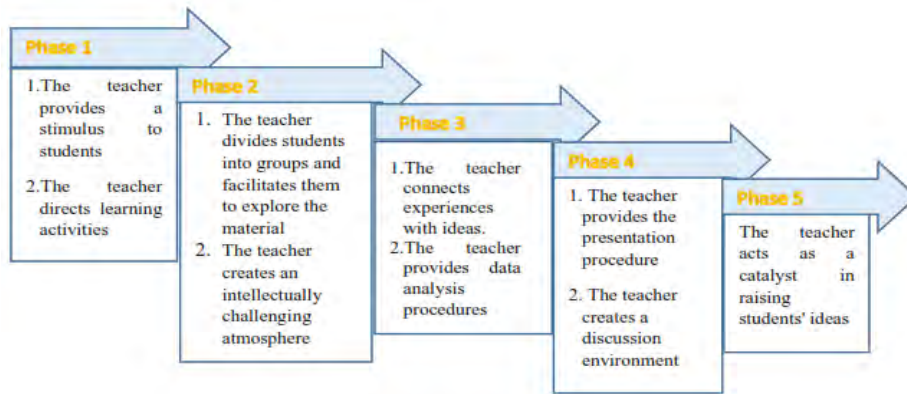 Phase 1
1.The teacher
provides a
stimulus to
students
2.The teacher
directs learning
activities
Phase 2
1. The teacher
divides students
into groups and
facilitates them
to explore the
material
2. The teacher
creates an
intellectually
challenging
atmosphere
Phase 3
1.The teacher
connects
experiences
with ideas.
2.The teacher
provides data
analysis
procedures
Phase 4
1. The teacher
provides the
presentation
procedure
2. The teacher
creates a
discussion
environment
Phase 5
The teacher
acts as a
catalyst in
raising
students' ideas